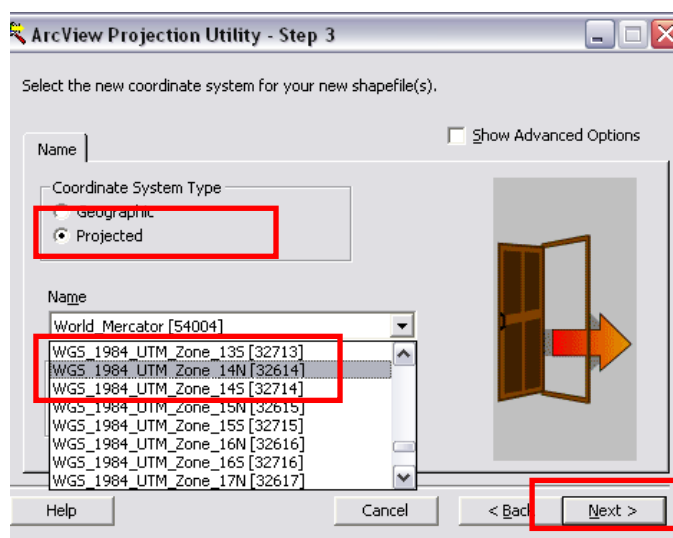 ArcView Projection Utility - Step 3
Select the new coordinate system for your new shapefile(s).
Show Advanced Options
Name
Coordinate System Type
Geographic
Projected
Name
World_Mercator [54004]
WGS_1984_UTM_Zone_13S [32713]
WGS_1984_UTM_Zone_14N [32614]
WGS_1984_UTM_Zone_14S [32714]
WGS_1984_UTM_Zone_15N [32615]
WGS_1984_UTM_Zone_15S [32715]
WGS_1984_UTM_Zone_16N [32616]
WGS_1984_UTM_Zone_16S [32716]
WGS_1984_UTM_Zone_17N [32617]
Help
Cancel
< Back
Next >